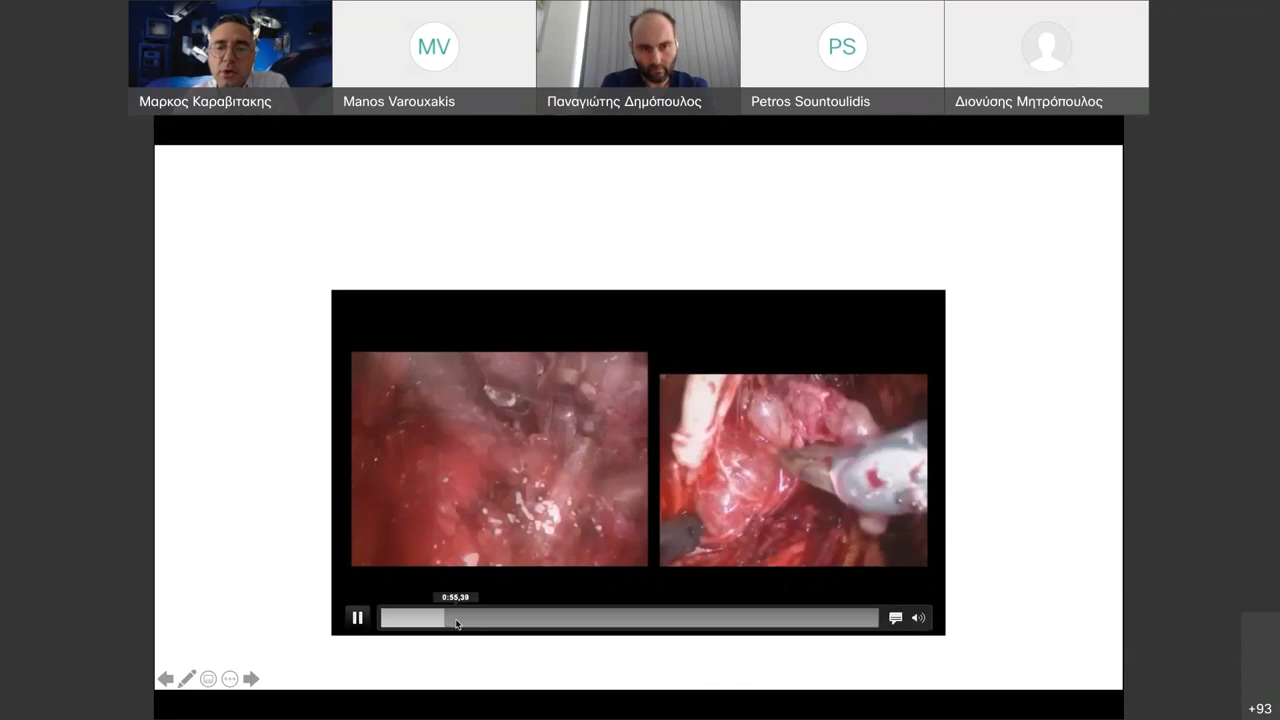 MV
PS
Μαρκος Καραβιτακης
Manos Varouxakis
Παναγιώτης Δημόπουλος
Petros Sountoulidis
Διονύσης Μητρόπουλος
0:55,39
+93